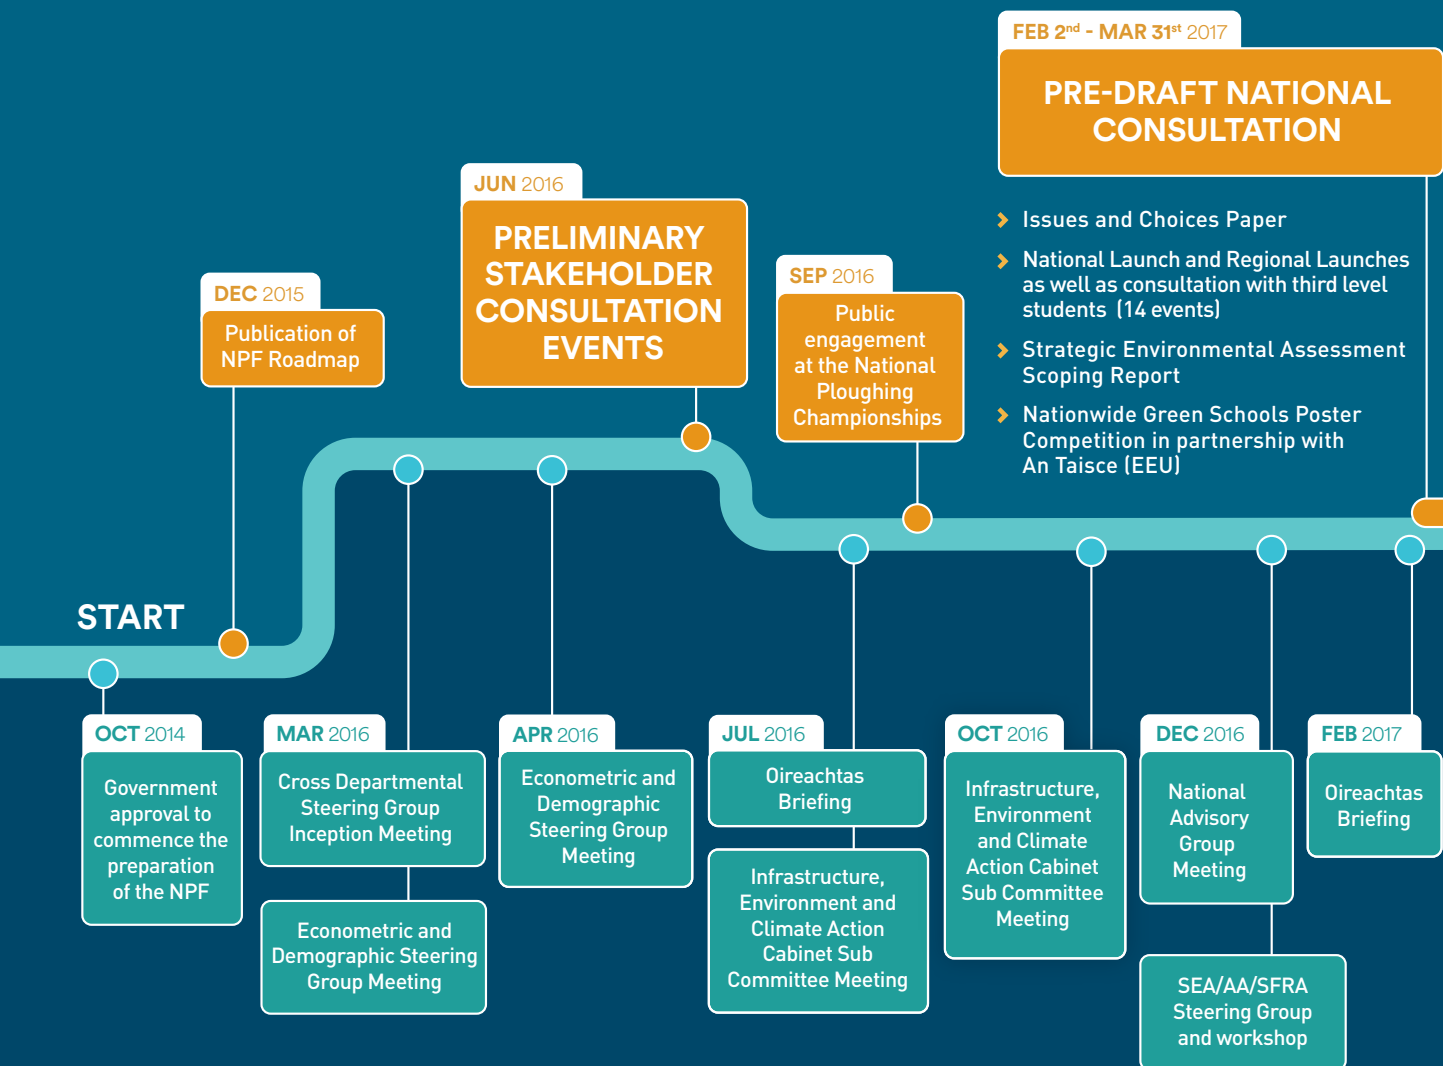 FEB 2nd - MAR 31st 2017
PRE-DRAFT NATIONAL
CONSULTATION
Issues and Choices Paper
National Launch and Regional Launches
as well as consultation with third level
students (14 events)
Strategic Environmental Assessment
Scoping Report
Nationwide Green Schools Poster
Competition in partnership with
An Taisce (EEU)
JUN 2016
PRELIMINARY
STAKEHOLDER
CONSULTATION
EVENTS
SEP 2016
Public
engagement
at the National
Ploughing
Championships
DEC 2015
Publication of
NPF Roadmap
START
OCT 2014
Government
approval to
commence the
preparation
of the NPF
MAR 2016
Cross Departmental
Steering Group
Inception Meeting
Econometric and
Demographic Steering
Group Meeting
APR 2016
Econometric and
Demographic
Steering Group
Meeting
JUL 2016
Oireachtas
Briefing
Infrastructure,
Environment and
Climate Action
Cabinet Sub
Committee Meeting
OCT 2016
Infrastructure,
Environment
and Climate
Action Cabinet
Sub Committee
Meeting
DEC 2016
National
Advisory
Group
Meeting
SEA/AA/SFRA
Steering Group
and workshop
FEB 2017
Oireachtas
Briefing